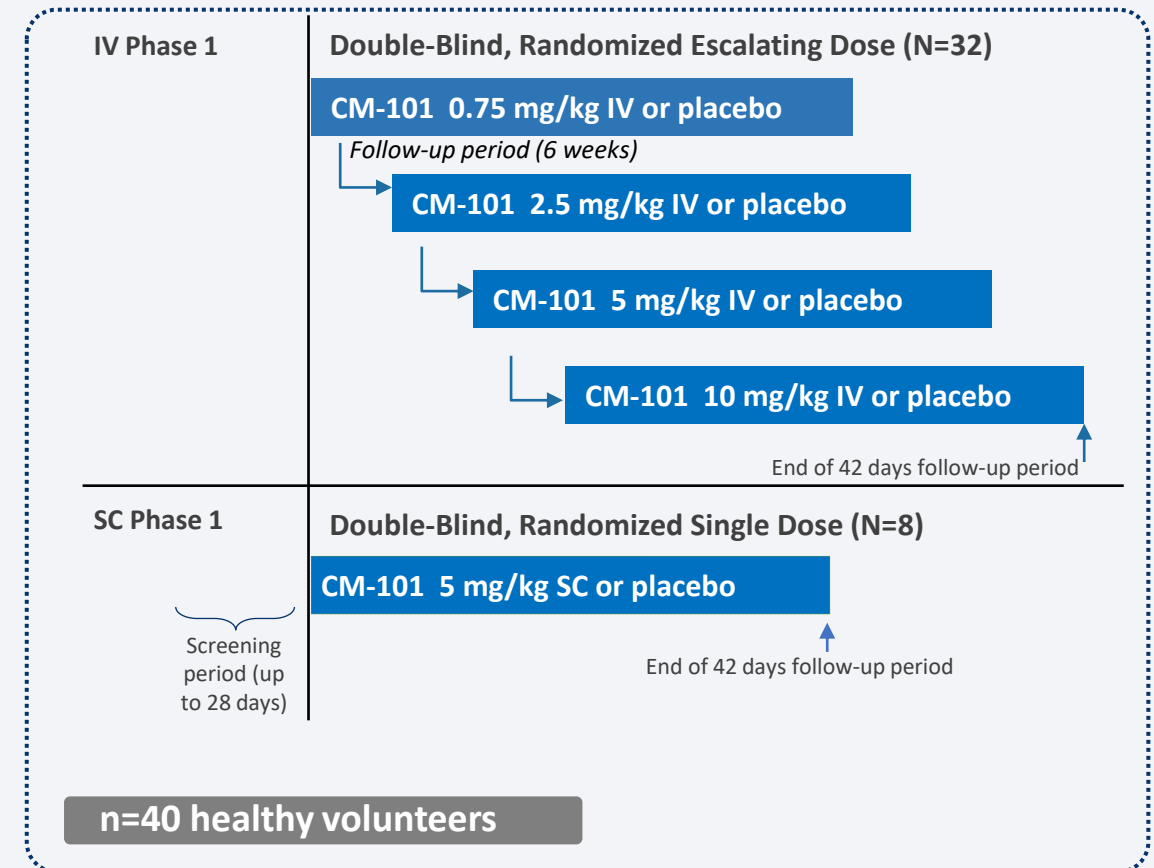 IV Phase 1
Double-Blind, Randomized Escalating Dose (N=32)
CM-101 0.75 mg/kg IV or placebo
Follow-up period (6 weeks)
CM-101 2.5 mg/kg IV or placebo
CM-101 5 mg/kg IV or placebo
CM-101 10 mg/kg IV or placebo
End of 42 days follow-up period
SC Phase 1
Double-Blind, Randomized Single Dose (N=8)
CM-101 5 mg/kg SC or placebo
Screening
period (up
to 28 days)
End of 42 days follow-up period
n=40 healthy volunteers